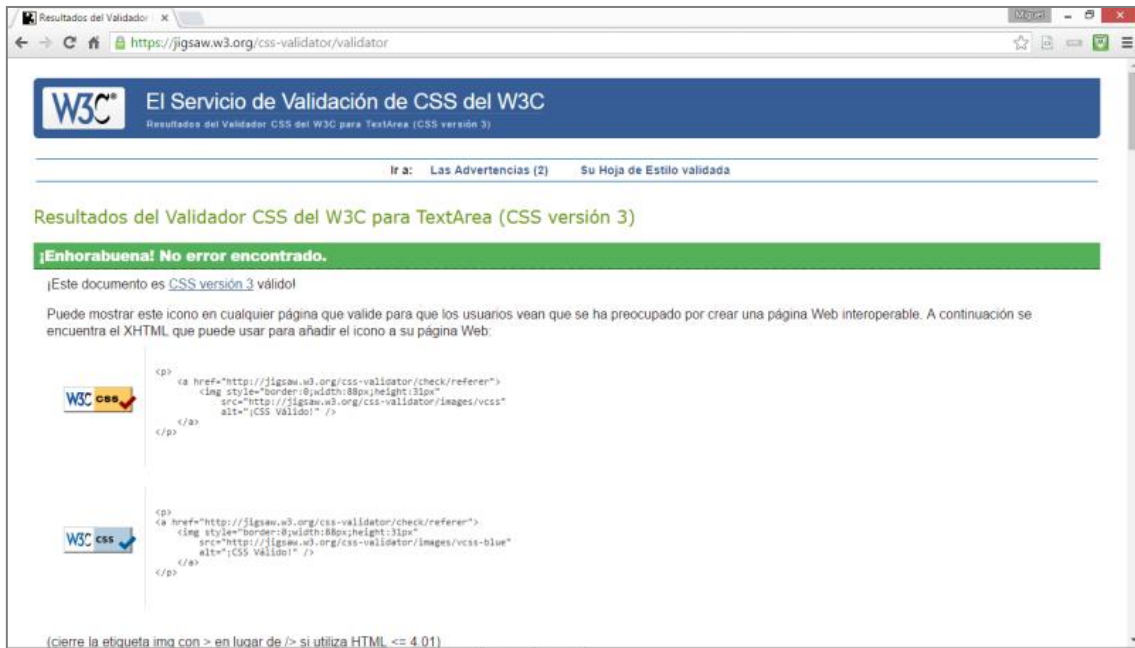 Resultados del Validador
Miguel
https://jigsaw.w3.org/css-validator/validator
W3C® El Servicio de Validación de CSS del W3C
Resultados del Validador CSS del W3C para TextArea (CSS versión 3)
Ir a: Las Advertencias (2) Su Hoja de Estilo validada
Resultados del Validador CSS del W3C para TextArea (CSS versión 3)
¡Enhorabuena! No error encontrado.
¡Este documento es CSS versión 3 válido!
Puede mostrar este icono en cualquier página que valide para que los usuarios vean que se ha preocupado por crear una página Web interoperable. A continuación se
encuentra el XHTML que puede usar para añadir el icono a su página Web:
<p>
<a href="http://jigsaw.w3.org/css-validator/check/referer">
<img style="border:0;width:88px;height:31px"
src="http://jigsaw.w3.org/css-validator/images/vcss"
alt="¡CSS Válido!" />
</a>
</p>
W3C css
<p>
<a href="http://jigsaw.w3.org/css-validator/check/referer">
<img style="border:0;width:88px;height:31px"
src="http://jigsaw.w3.org/css-validator/images/vcss-blue"
alt="¡CSS Válido!" />
</a>
</p>
W3C css
(cierre la etiqueta img con > en lugar de /> si utiliza HTML <= 4.01)